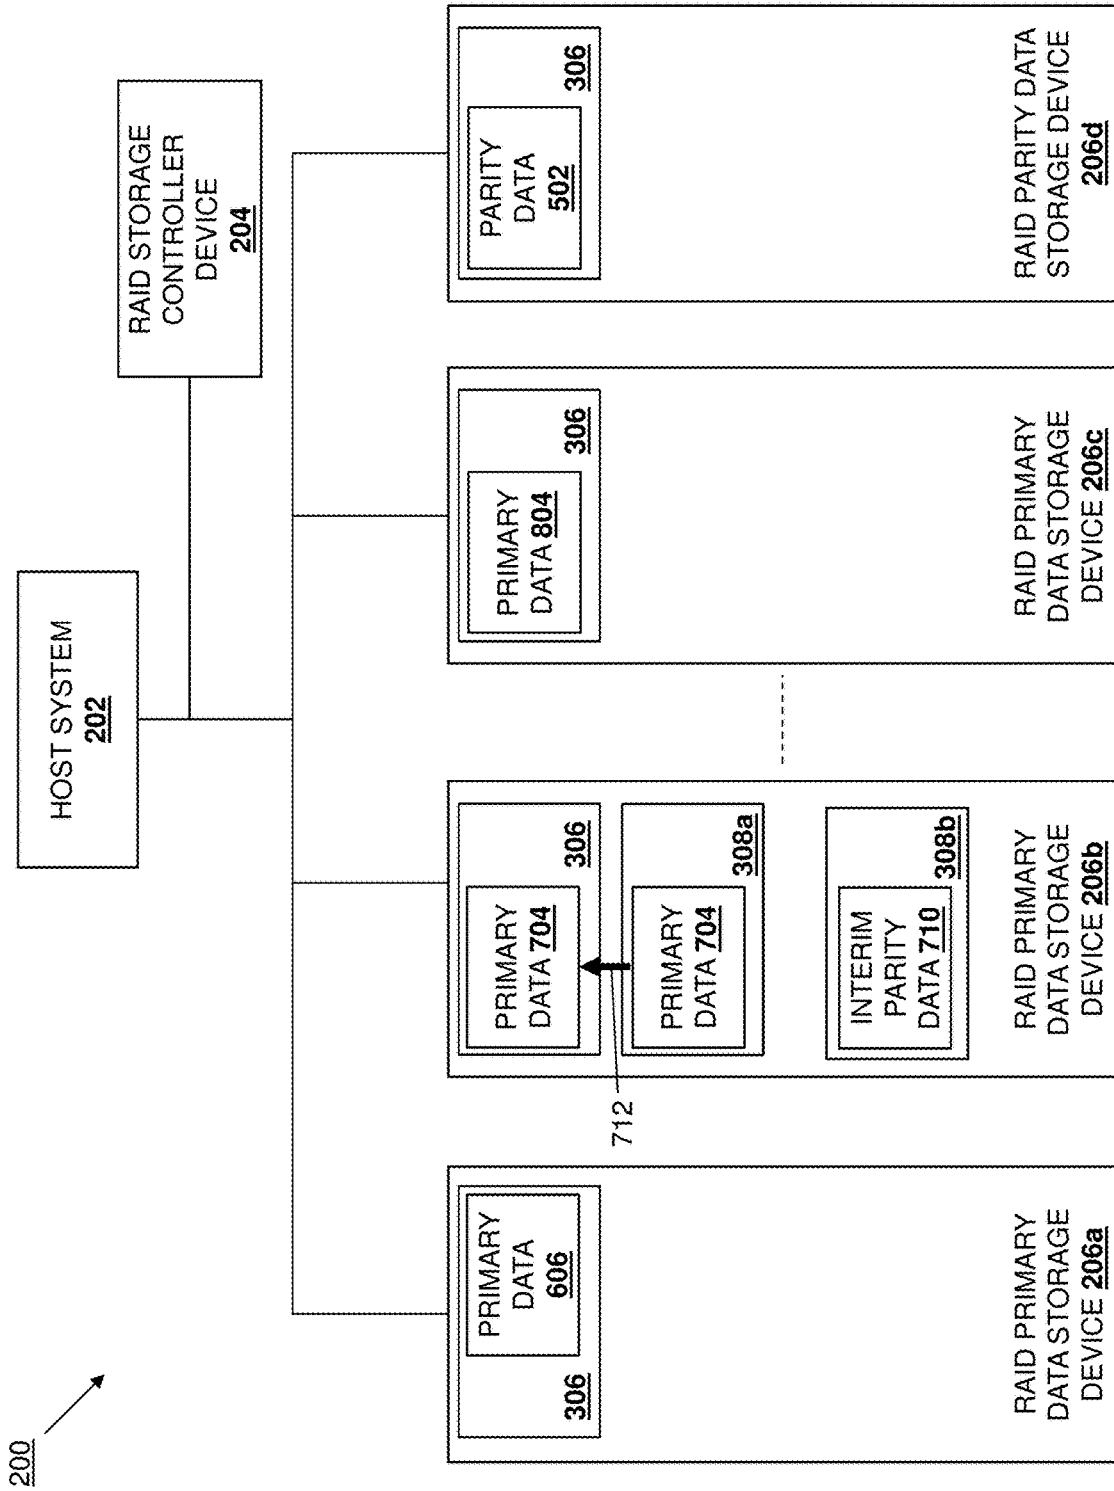 200
HOST SYSTEM
202
RAID STORAGE
CONTROLLER
DEVICE
204
PRIMARY
DATA
606
306
RAID PRIMARY
DATA STORAGE
DEVICE 206a
PRIMARY
DATA 704
306
712
PRIMARY
DATA 704
308a
INTERIM
PARITY
DATA 710
308b
RAID PRIMARY
DATA STORAGE
DEVICE 206b
PRIMARY
DATA 804
306
RAID PRIMARY
DATA STORAGE
DEVICE 206c
PARITY
DATA
502
306
RAID PARITY DATA
STORAGE DEVICE
206d